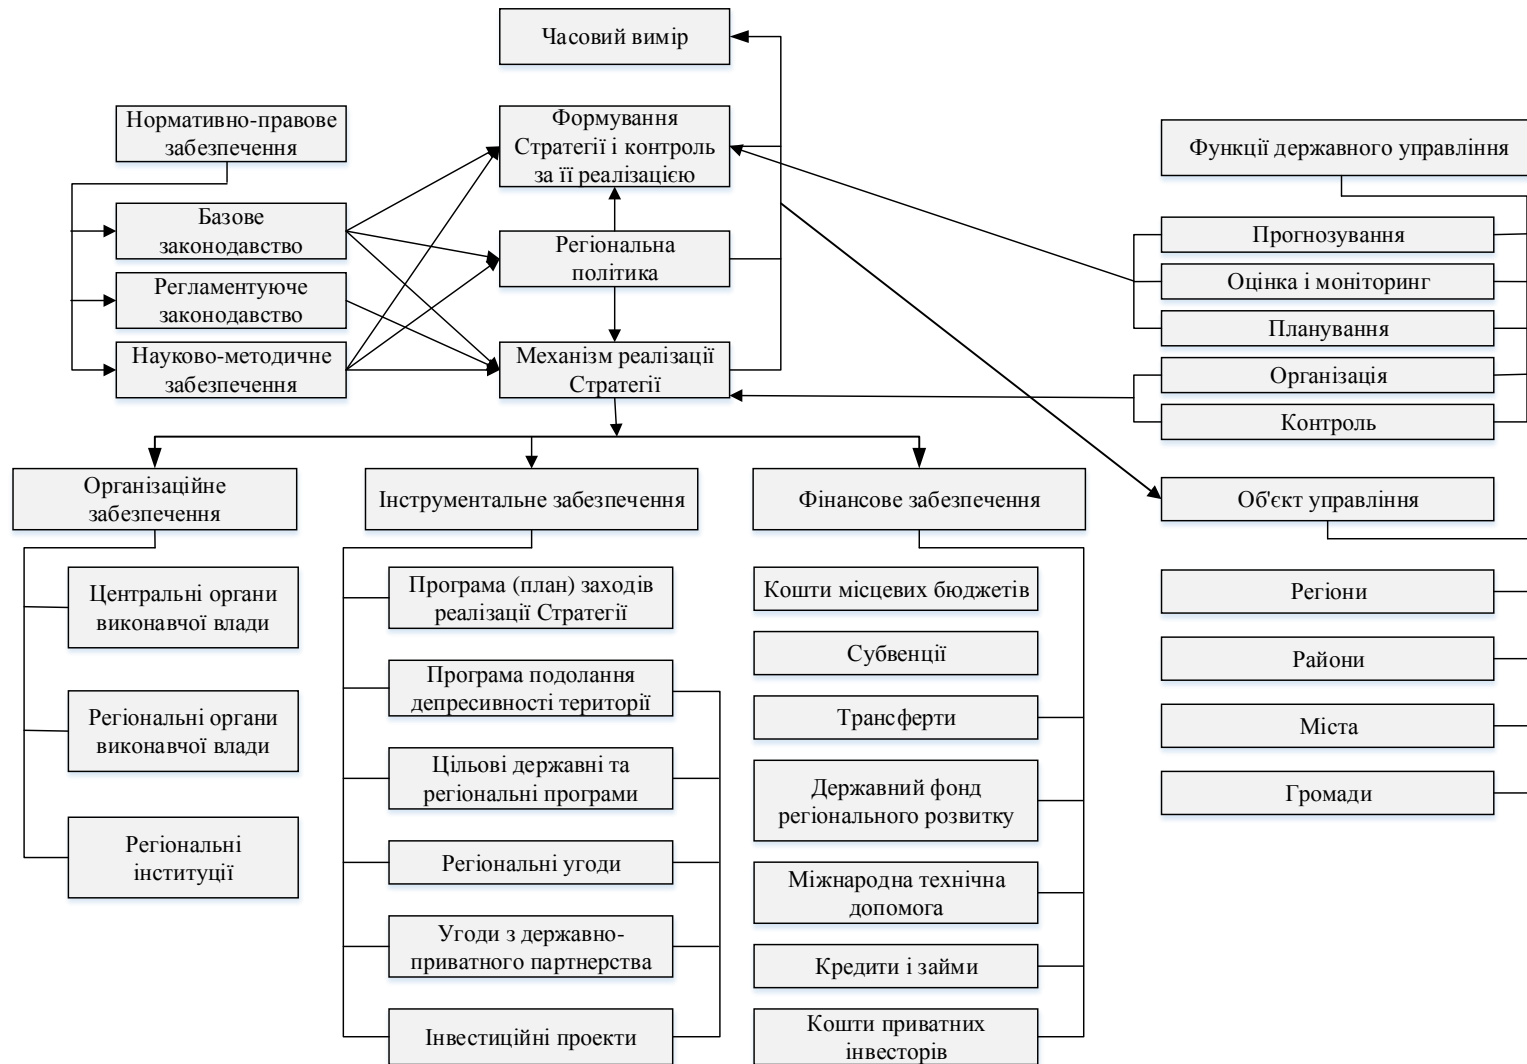 Часовий вимір
Нормативно-правове
забезпечення
Формування
Стратегії і контроль
за її реалізацією
Функції державного управління
Базове
законодавство
Регіональна
політика
Прогнозування
Регламентуюче
законодавство
Оцінка і моніторинг
Планування
Науково-методичне
забезпечення
Механізм реалізації
Стратегії
Організація
Контроль
Організаційне
забезпечення
Інструментальне забезпечення
Фінансове забезпечення
Об'єкт управління
Центральні органи
виконавчої влади
Регіональні органи
виконавчої влади
Регіональні
інституції
Програма (план) заходів
реалізації Стратегії
Програма подолання
депресивності території
Цільові державні та
регіональні програми
Регіональні угоди
Угоди з державно-
приватного партнерства
Інвестиційні проекти
Кошти місцевих бюджетів
Субвенції
Трансферти
Державний фонд
регіонального розвитку
Міжнародна технічна
допомога
Кредити і займи
Кошти приватних
інвесторів
Регіони
Райони
Міста
Громади